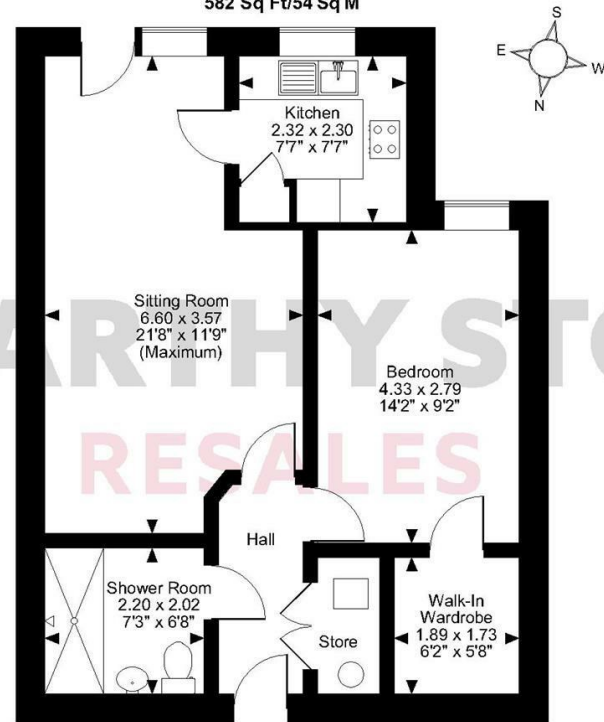 582 Sq Ft/54 Sq M
S
E
W
N
Kitchen
2.32 x 2.30
7'7" x 7'7"
Sitting Room
6.60 x 3.57
21'8" x 11'9"
(Maximum)
ARTHY STO
Bedroom
4.33 x 2.79
14'2" x 9'2"
RESALES
Hall
Shower Room
2.20 x 2.02
7'3" x 6'8"
Store
Walk-In
Wardrobe
1.89 x 1.73
6'2" x 5'8"